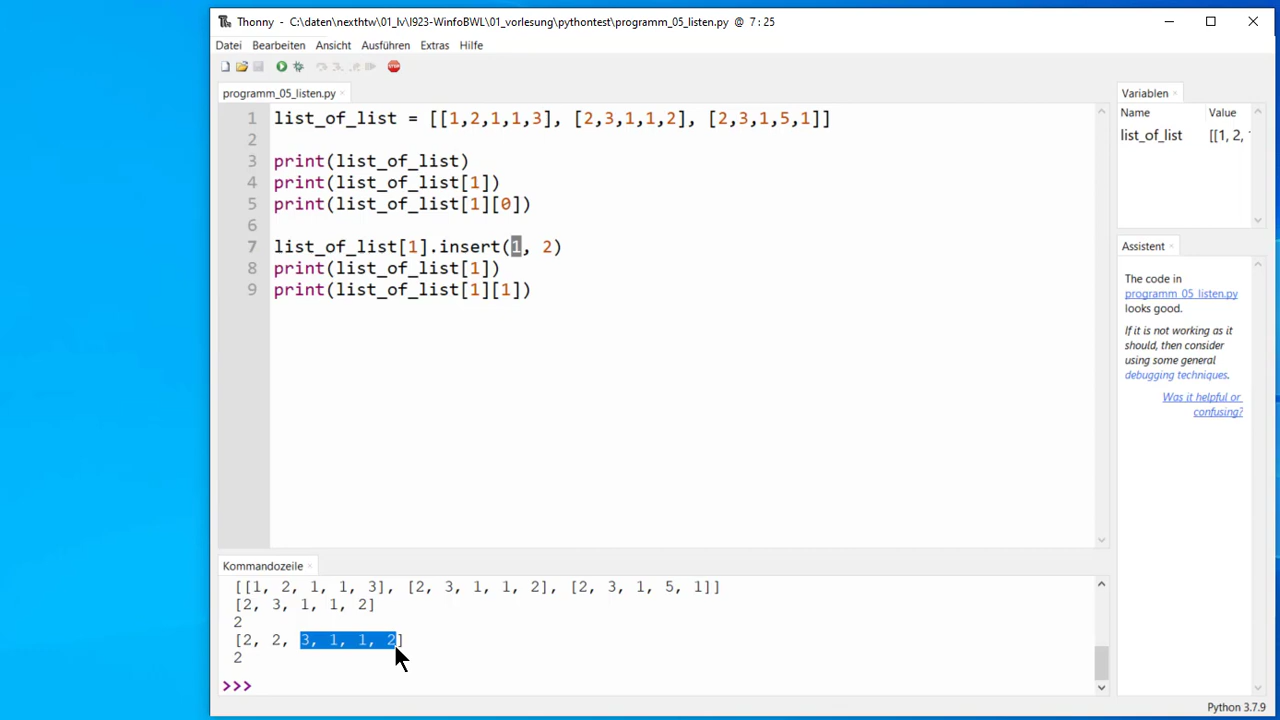 Thonny - C:\daten\nexthtw\01_lv\I923-WinfoBWL\01_vorlesung\pythontest\programm_05_listen.py @ 7:25
Datei Bearbeiten Ansicht Ausführen Extras Hilfe
programm_05_listen.py
1 list_of_list = [[1,2,1,1,3], [2,3,1,1,2], [2,3,1,5,1]]
2
3 print(list_of_list)
4 print(list_of_list[1])
5 print(list_of_list[1][0])
6
7 list_of_list[1].insert(1, 2)
8 print(list_of_list[1])
9 print(list_of_list[1][1])
Kommandozeile
[[1, 2, 1, 1, 3], [2, 3, 1, 1, 2], [2, 3, 1, 5, 1]]
[2, 3, 1, 1, 2]
2
[2, 2, 3, 1, 1, 2]
2
>>>
Variablen
Name Value
list_of_list [[1, 2,
Assistent
The code in
programm_05_listen.py
looks good.
If it is not working as it
should, then consider
using some general
debugging techniques.
Was it helpful or
confusing?
Python 3.7.9